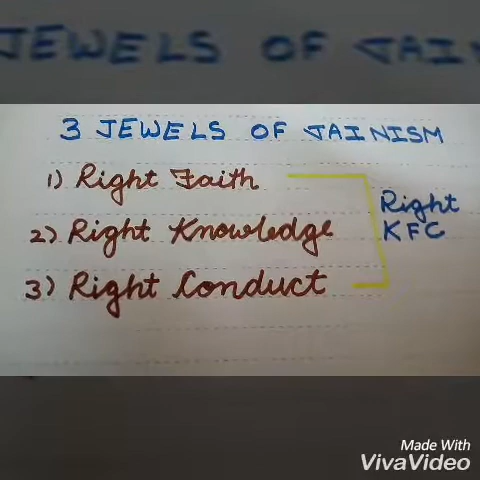 JEWELS OF JAIN
3 JEWELS OF JAINISM
1) Right Faith
2) Right Knowledge
3) Right Conduct
Right
KFC
Made With
VivaVideo